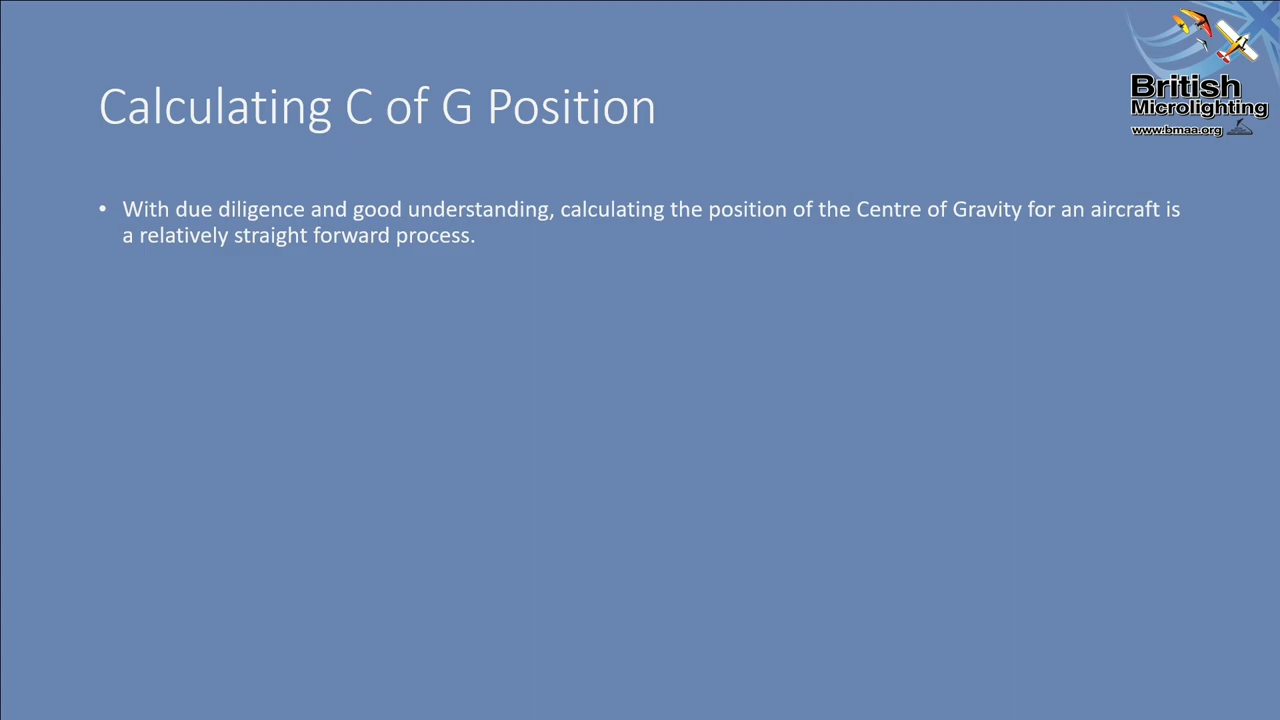 Calculating C of G Position
British
Microlighting
www.bmaa.org
• With due diligence and good understanding, calculating the position of the Centre of Gravity for an aircraft is
a relatively straight forward process.